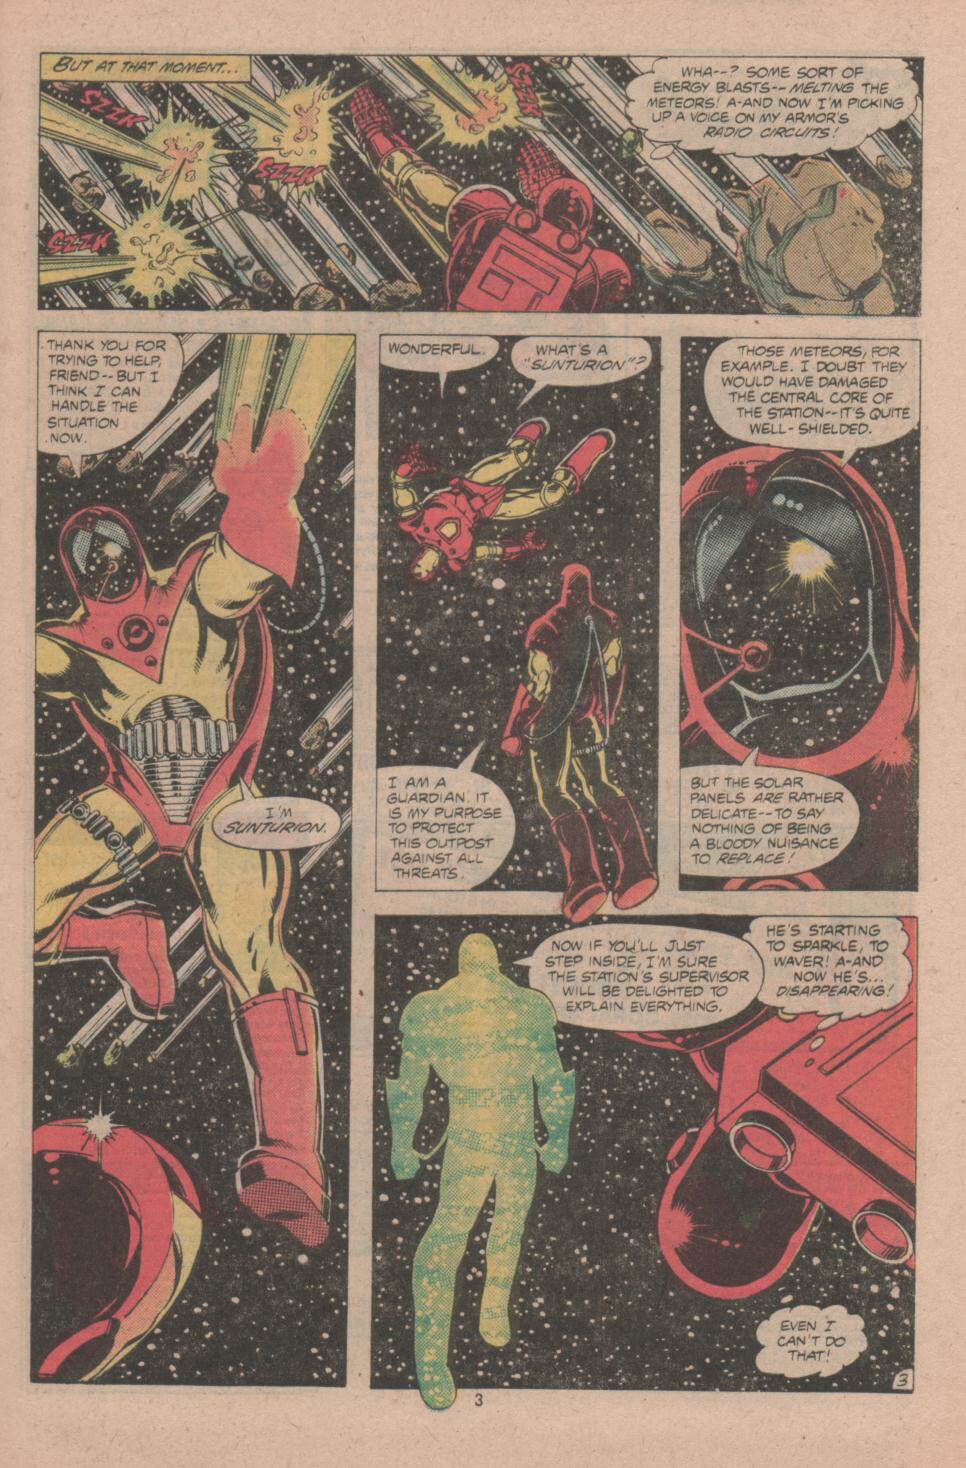 BUT AT THAT MOMENT...
SZZK
SZZK
SZZK
SZZK
WHA--? SOME SORT OF
ENERGY BLASTS--MELTING THE
METEORS! A-AND NOW I'M PICKING
UP A VOICE ON MY ARMOR'S
RADIO CIRCUITS!
THANK YOU FOR
TRYING TO HELP,
FRIEND--BUT I
THINK I CAN
HANDLE THE
SITUATION
NOW.
I'M
SUNTURION.
WONDERFUL.
WHAT'S A
"SUNTURION"?
I AM A
GUARDIAN. IT
IS MY PURPOSE
TO PROTECT
THIS OUTPOST
AGAINST ALL
THREATS.
THOSE METEORS, FOR
EXAMPLE. I DOUBT THEY
WOULD HAVE DAMAGED
THE CENTRAL CORE OF
THE STATION--IT'S QUITE
WELL-SHIELDED.
BUT THE SOLAR
PANELS ARE RATHER
DELICATE--TO SAY
NOTHING OF BEING
A BLOODY NUISANCE
TO REPLACE!
NOW IF YOU'LL JUST
STEP INSIDE, I'M SURE
THE STATION'S SUPERVISOR
WILL BE DELIGHTED TO
EXPLAIN EVERYTHING.
HE'S STARTING
TO SPARKLE, TO
WAVER! A-AND
NOW HE'S...
DISAPPEARING!
EVEN I
CAN'T DO
THAT!
3
3